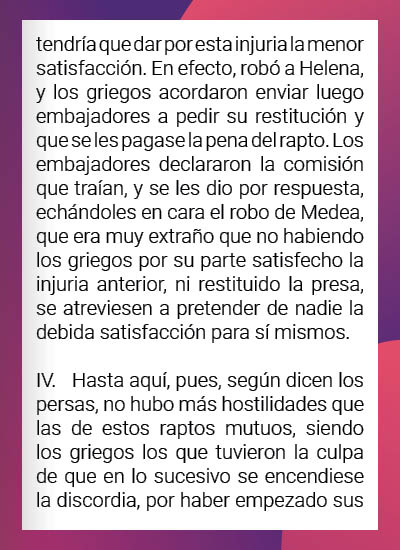 tendría que dar por esta injuria la menor
satisfacción. En efecto, robó a Helena,
y los griegos acordaron enviar luego
embajadores a pedir su restitución y
que se les pagase la pena del rapto. Los
embajadores declararon la comisión
que traían, y se les dio por respuesta,
echándoles en cara el robo de Medea,
que era muy extraño que no habiendo
los griegos por su parte satisfecho la
injuria anterior, ni restituido la presa,
se atreviesen a pretender de nadie la
debida satisfacción para sí mismos.
IV. Hasta aquí, pues, según dicen los
persas, no hubo más hostilidades que
las de estos raptos mutuos, siendo
los griegos los que tuvieron la culpa
de que en lo sucesivo se encendiese
la discordia, por haber empezado sus